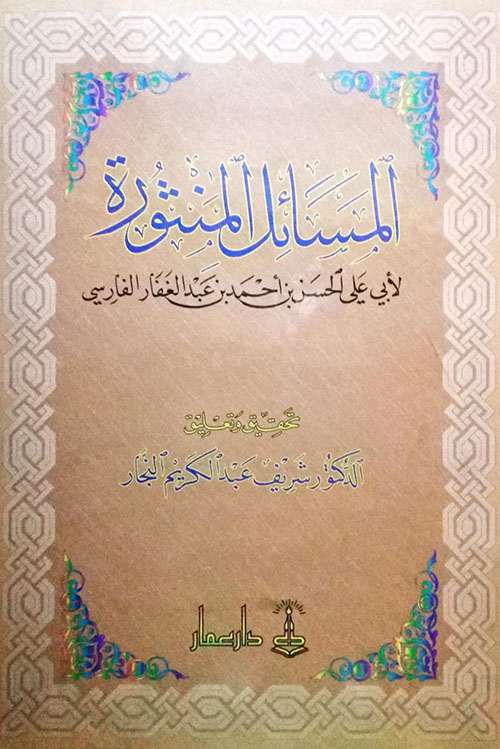 المسائل المنثورة
لأبي علي الحسن بن أحمد بن عبد الغفار الفارسي
تحقيق وتعليق
الدكتور شريف عبد الكريم النجار
دار عمار